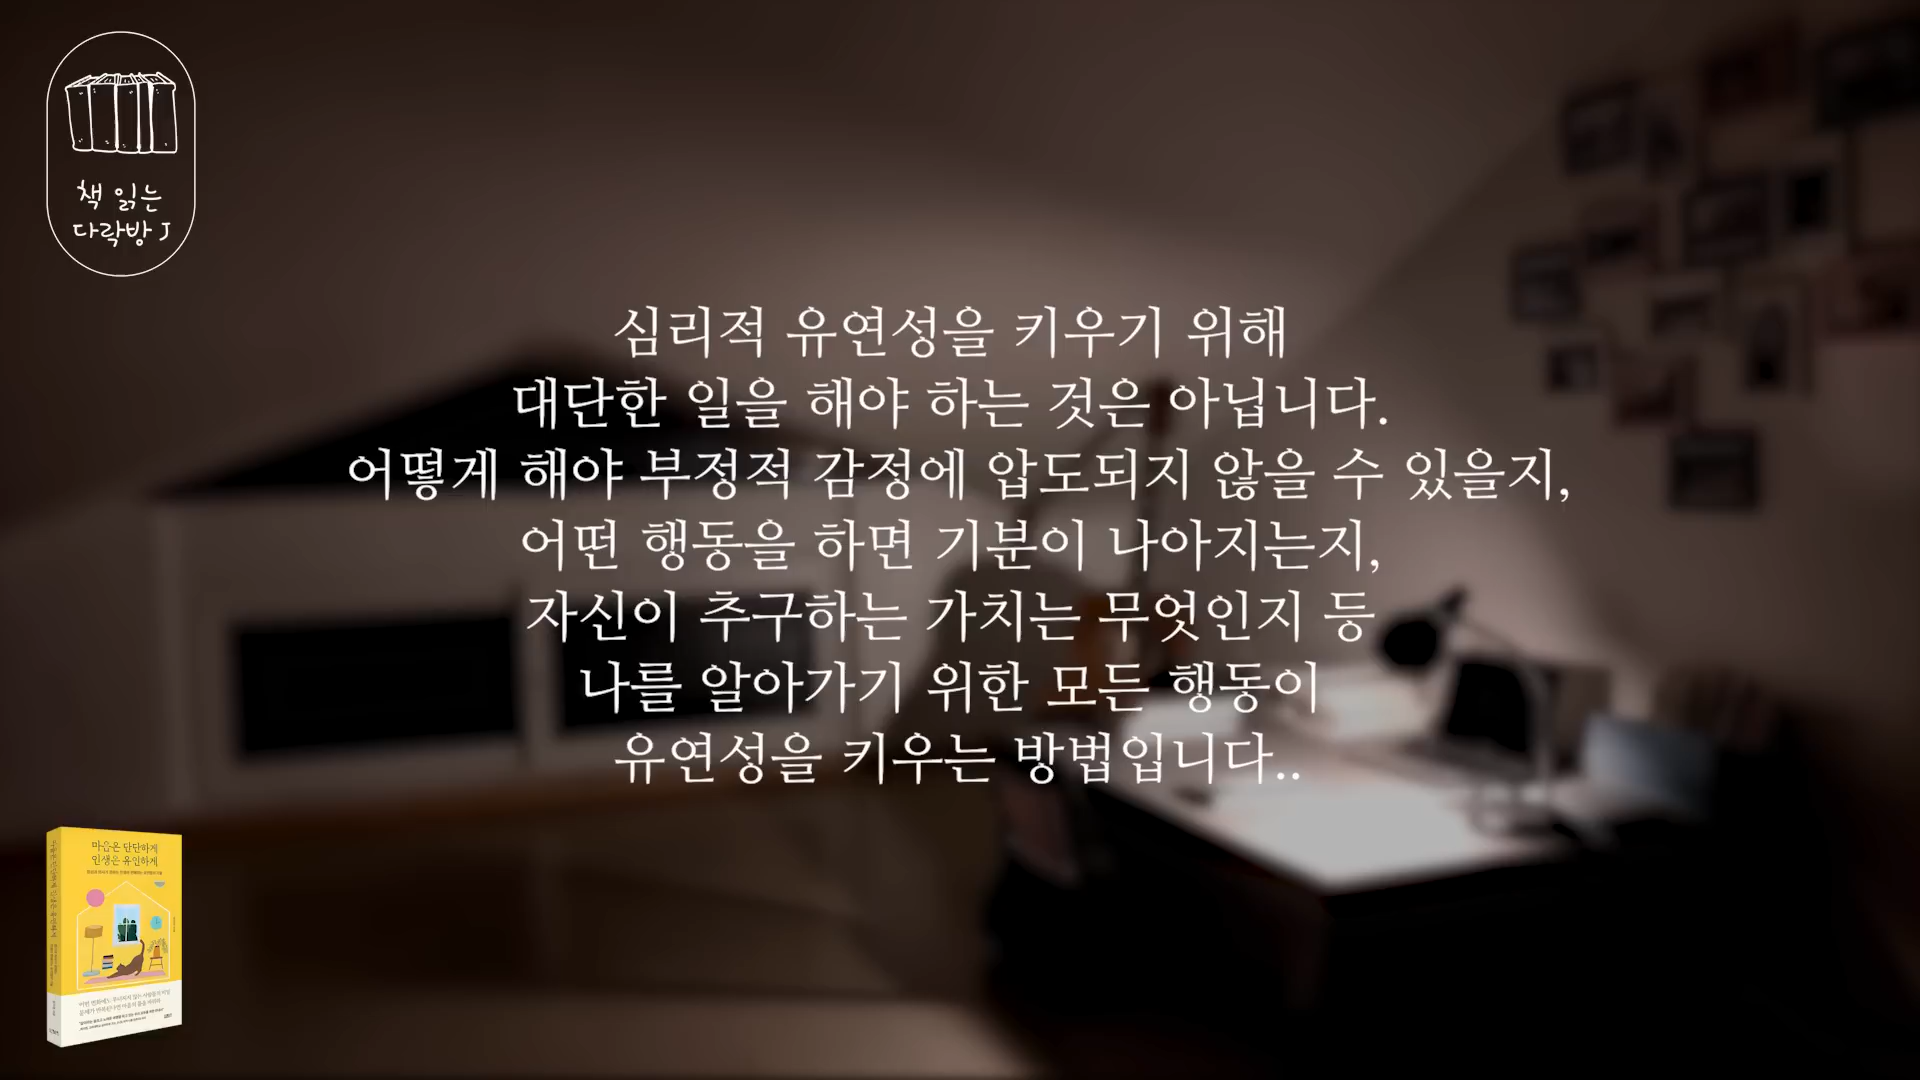 책 읽는
다락방 J
심리적 유연성을 키우기 위해
대단한 일을 해야 하는 것은 아닙니다.
어떻게 해야 부정적 감정에 압도되지 않을 수 있을지,
어떤 행동을 하면 기분이 나아지는지,
자신이 추구하는 가치는 무엇인지 등
나를 알아가기 위한 모든 행동이
유연성을 키우는 방법입니다..
마음은 단단하게
인생은 유연하게